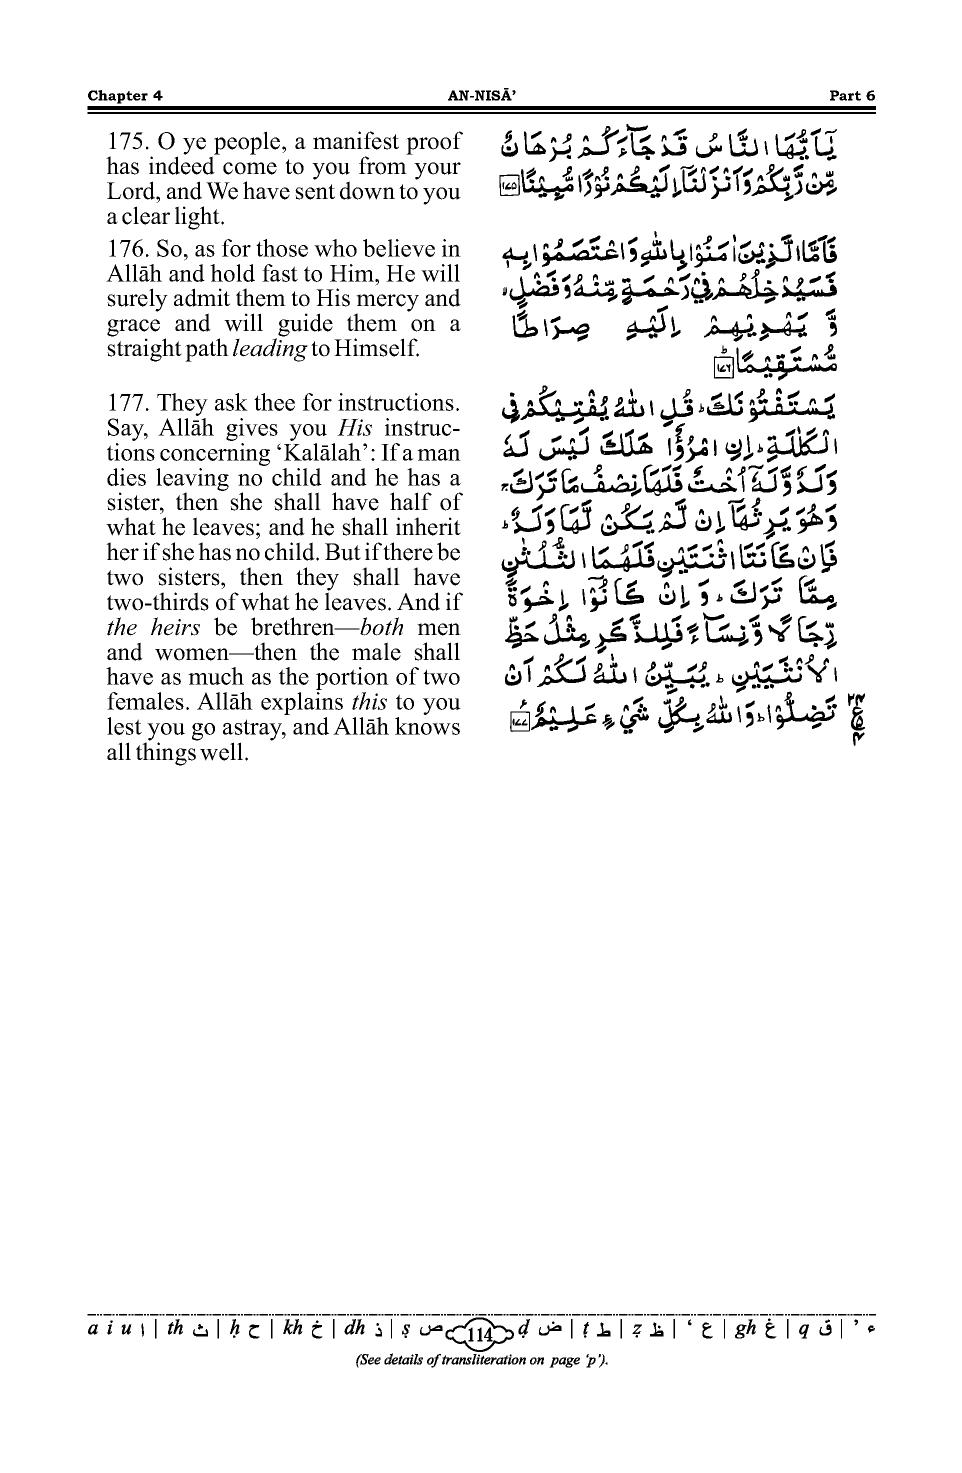 Chapter 4 AN-NISĀ’ Part 6
175. O ye people, a manifest proof
has indeed come to you from your
Lord, and We have sent down to you
a clear light.
176. So, as for those who believe in
Allāh and hold fast to Him, He will
surely admit them to His mercy and
grace and will guide them on a
straight path leading to Himself.
177. They ask thee for instructions.
Say, Allāh gives you His instruc-
tions concerning ‘Kalālah’: If a man
dies leaving no child and he has a
sister, then she shall have half of
what he leaves; and he shall inherit
her if she has no child. But if there be
two sisters, then they shall have
two-thirds of what he leaves. And if
the heirs be brethren—both men
and women—then the male shall
have as much as the portion of two
females. Allāh explains this to you
lest you go astray, and Allāh knows
all things well.
يٰۤاَيُّهَا النَّاسُ قَدْ جَآءَكُمْ بُرْهَانٌ
مِّنْ رَّبِّكُمْ وَ اَنْزَلْنَاۤ اِلَيْكُمْ نُوْرًا مُّبِيْنًا ۝۱۷۵
فَاَمَّا الَّذِيْنَ اٰمَنُوْا بِاللّٰهِ وَ اعْتَصَمُوْا بِهٖ
فَسَيُدْخِلُهُمْ فِيْ رَحْمَةٍ مِّنْهُ وَ فَضْلٍ ۙ
وَّ يَهْدِيْهِمْ اِلَيْهِ صِرَاطًا
مُّسْتَقِيْمًا ۝۱۷۶ؕ
يَسْتَفْتُوْنَكَ ؕ قُلِ اللّٰهُ يُفْتِيْكُمْ فِي
الْكَلٰلَةِ ؕ اِنِ امْرُؤٌا هَلَكَ لَيْسَ لَهٗ
وَلَدٌ وَّ لَهٗۤ اُخْتٌ فَلَهَا نِصْفُ مَا تَرَكَ ۚ
وَ هُوَ يَرِثُهَاۤ اِنْ لَّمْ يَكُنْ لَّهَا وَلَدٌ ؕ
فَاِنْ كَانَتَا اثْنَتَيْنِ فَلَهُمَا الثُّلُثٰنِ
مِمَّا تَرَكَ ؕ وَ اِنْ كَانُوْۤا اِخْوَةً
رِّجَالًا وَّ نِسَآءً فَلِلذَّكَرِ مِثْلُ حَظِّ
الْاُنْثَيَيْنِ ؕ يُبَيِّنُ اللّٰهُ لَكُمْ اَنْ
تَضِلُّوْا ؕ وَ اللّٰهُ بِكُلِّ شَيْءٍ عَلِيْمٌ ۝۱۷۷
a i u ا | th ث | ḥ ح | kh خ | dh ذ | ṣ ص 114 ḍ ض | ṭ ط | ẓ ظ | ‘ ع | gh غ | q ق | ’ ء
(See details of transliteration on page ‘p’).